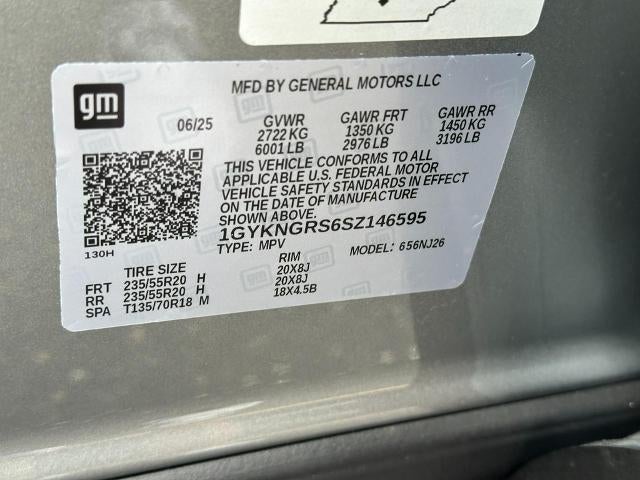 gm
MFD BY GENERAL MOTORS LLC
06/25 GVWR GAWR FRT GAWR RR
2722 KG 1350 KG 1450 KG
6001 LB 2976 LB 3196 LB
THIS VEHICLE CONFORMS TO ALL
APPLICABLE U.S. FEDERAL MOTOR
VEHICLE SAFETY STANDARDS IN EFFECT
ON THE DATE OF MANUFACTURE
SHOWN ABOVE.
1GYKNGRS6SZ146595
130H TYPE: MPV MODEL: 656NJ26
TIRE SIZE RIM
FRT 235/55R20 H 20X8J
RR 235/55R20 H 20X8J
SPA T135/70R18 M 18X4.5B